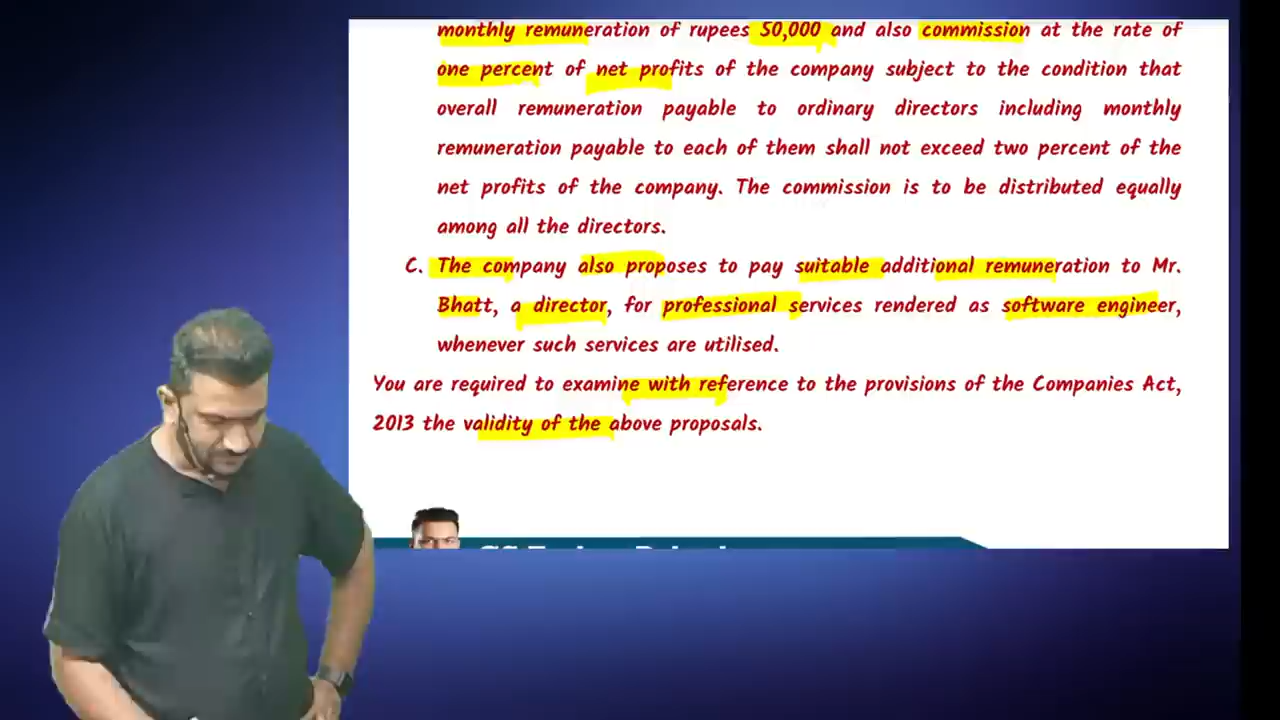 monthly remuneration of rupees 50,000 and also commission at the rate of
one percent of net profits of the company subject to the condition that
overall remuneration payable to ordinary directors including monthly
remuneration payable to each of them shall not exceed two percent of the
net profits of the company. The commission is to be distributed equally
among all the directors.
C. The company also proposes to pay suitable additional remuneration to Mr.
Bhatt, a director, for professional services rendered as software engineer,
whenever such services are utilised.
You are required to examine with reference to the provisions of the Companies Act,
2013 the validity of the above proposals.